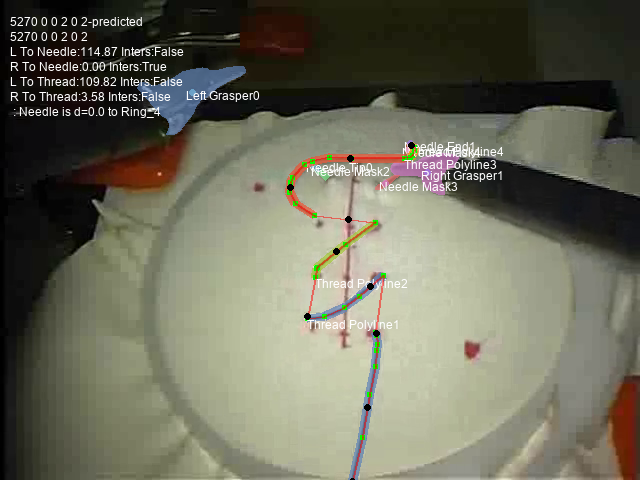 5270 0 0 2 0 2-predicted
5270 0 0 2 0 2
L To Needle:114.87 Inters:False
R To Needle:0.00 Inters:True
L To Thread:109.82 Inters:False
R To Thread:3.58 Inters:False
: Needle is d=0.0 to Ring_4
Left Grasper0
Needle End1
Thread Polyline3
Right Grasper1
Needle Mask2
Needle Mask3
Thread Polyline2
Thread Polyline1